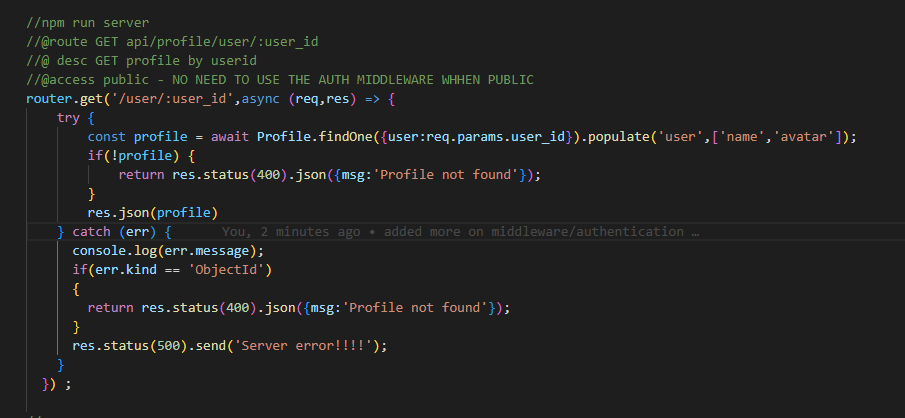 //npm run server
//@route GET api/profile/user/:user_id
//@ desc GET profile by userid
//@access public - NO NEED TO USE THE AUTH MIDDLEWARE WHHEN PUBLIC
router.get('/user/:user_id',async (req,res) => {
try {
const profile = await Profile.findOne({user:req.params.user_id}).populate('user',['name','avatar']);
if(!profile) {
return res.status(400).json({msg:'Profile not found'});
}
res.json(profile)
} catch (err) { You, 2 minutes ago • added more on middleware/authentication …
console.log(err.message);
if(err.kind == 'ObjectId')
{
return res.status(400).json({msg:'Profile not found'});
}
res.status(500).send('Server error!!!!');
}
}) ;